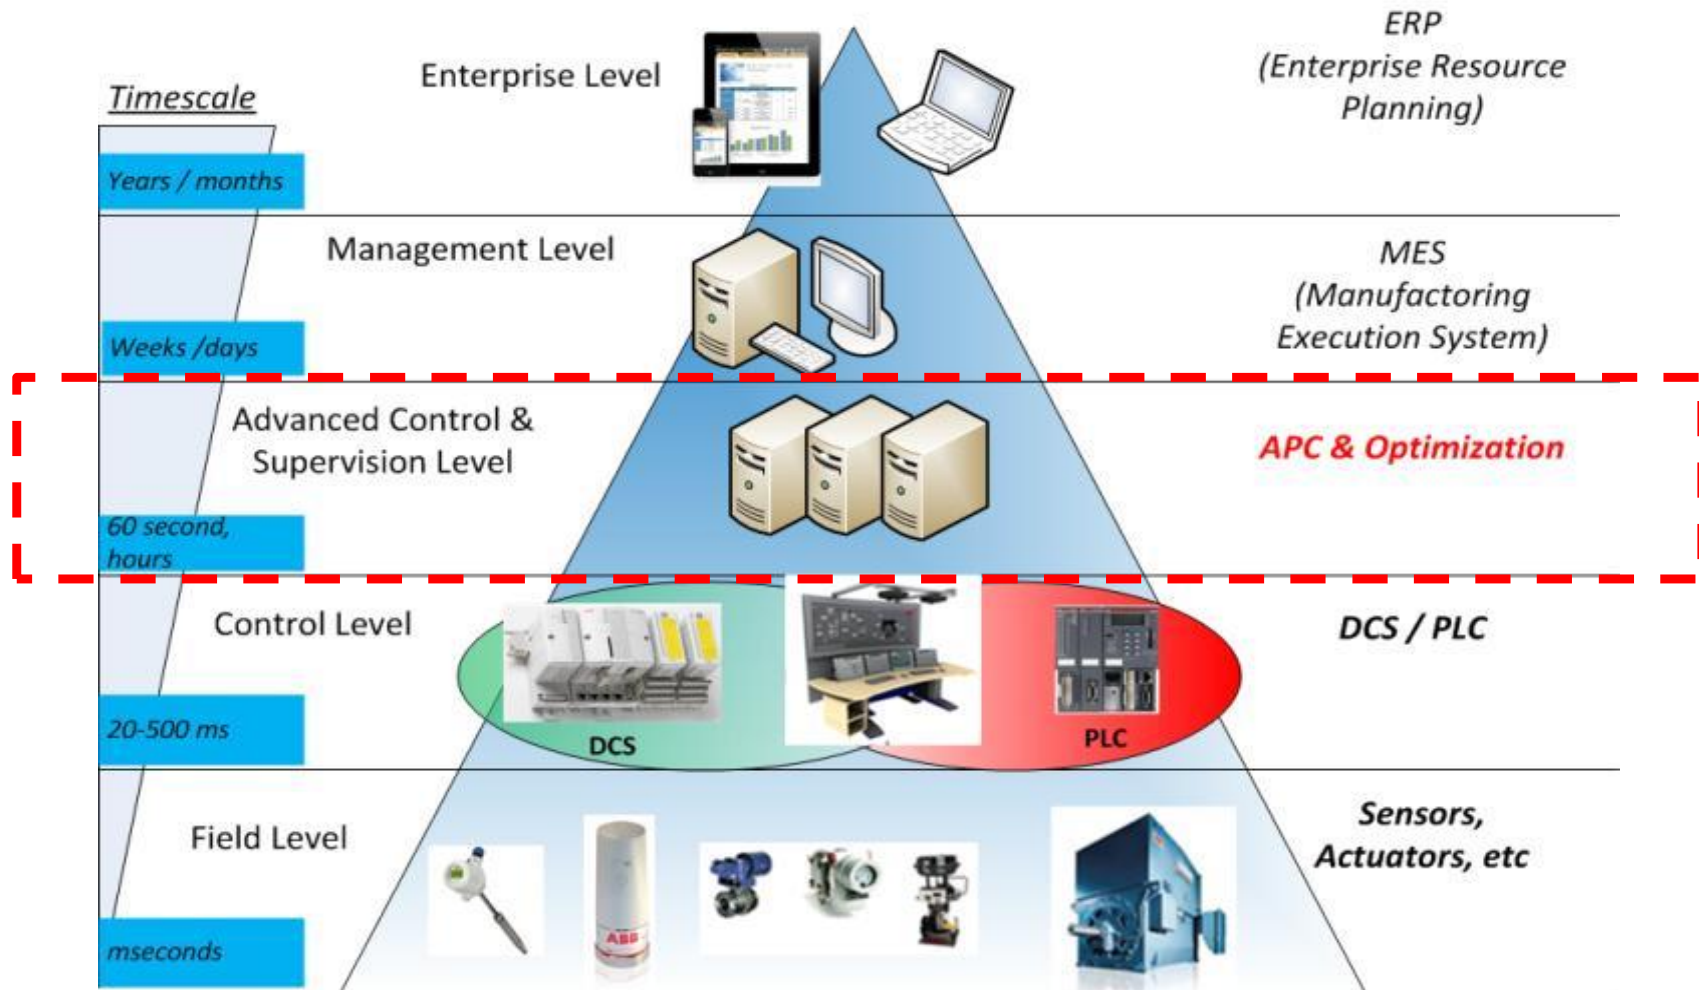 Timescale
Enterprise Level
ERP
(Enterprise Resource
Planning)
Years / months
Management Level
MES
(Manufactoring
Execution System)
Weeks /days
Advanced Control &
Supervision Level
APC & Optimization
60 second,
hours
Control Level
DCS / PLC
20-500 ms
DCS
PLC
Field Level
Sensors,
Actuators, etc
ABB
mseconds